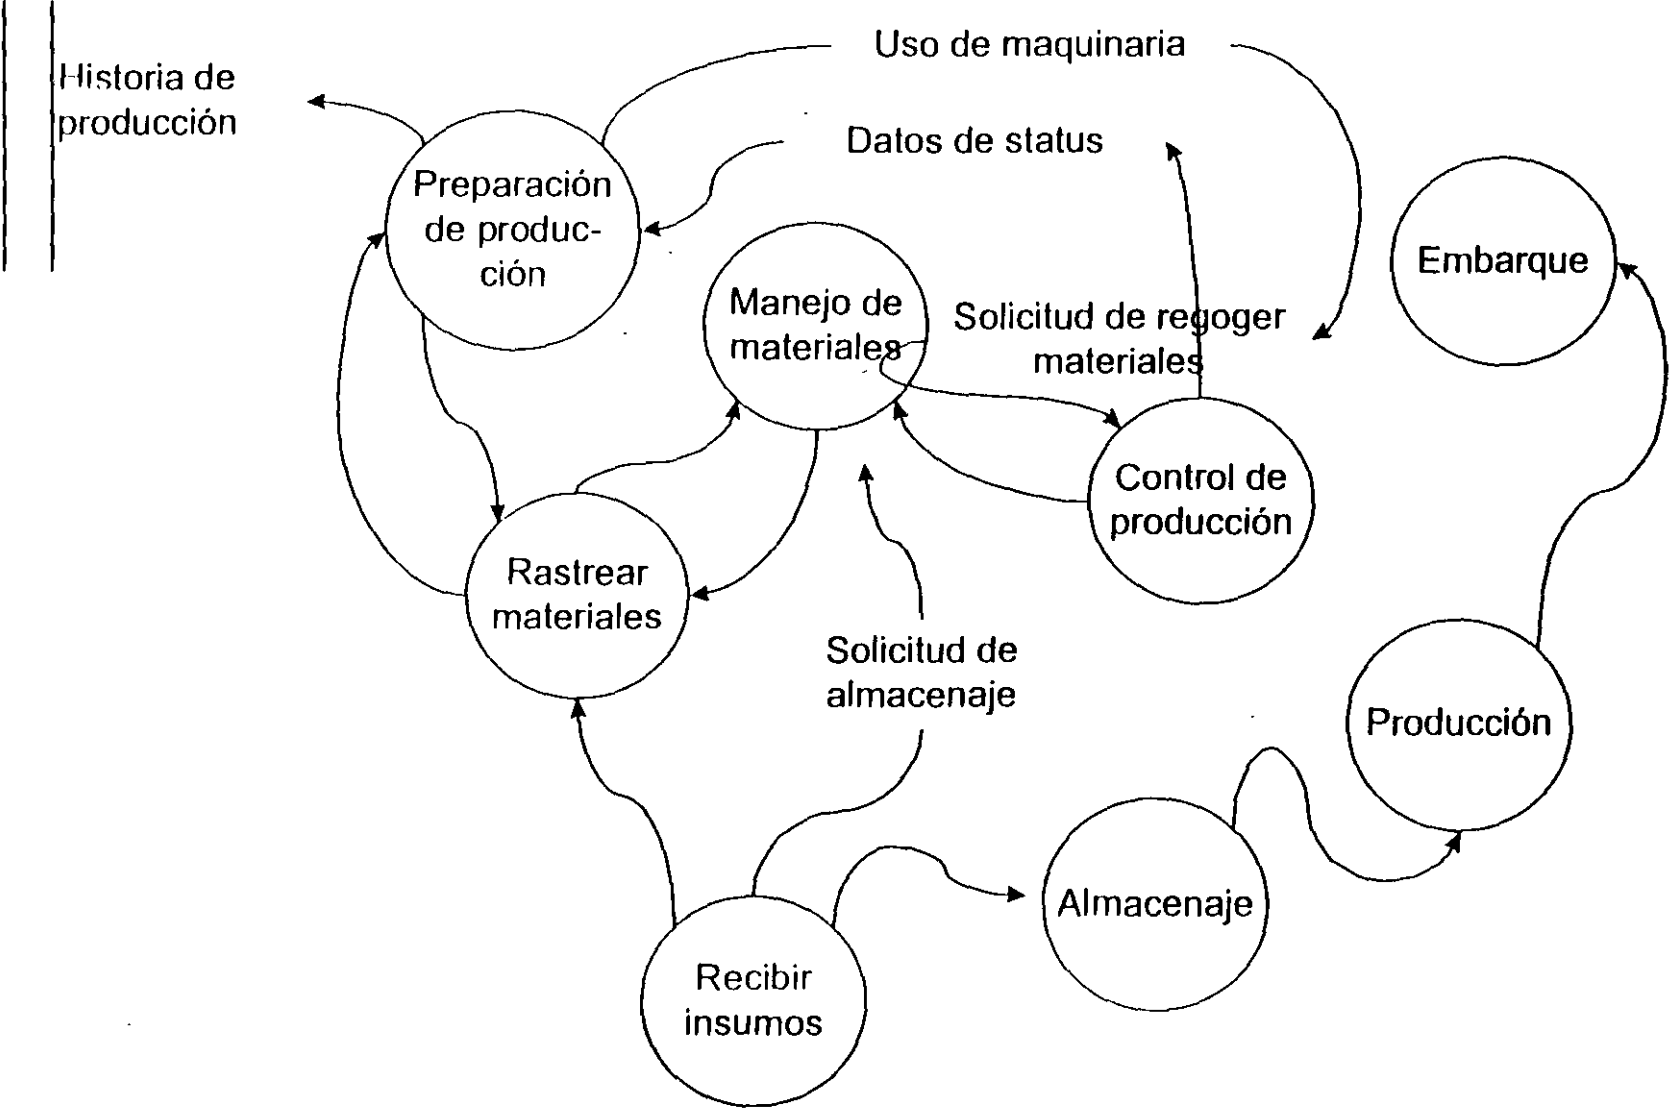 Uso de maquinaria
Historia de
producción
Datos de status
Preparación
de produc-
ción
Embarque
Manejo de
materiales
Solicitud de regoger
materiales
Control de
producción
Rastrear
materiales
Solicitud de
almacenaje
Producción
Almacenaje
Recibir
insumos